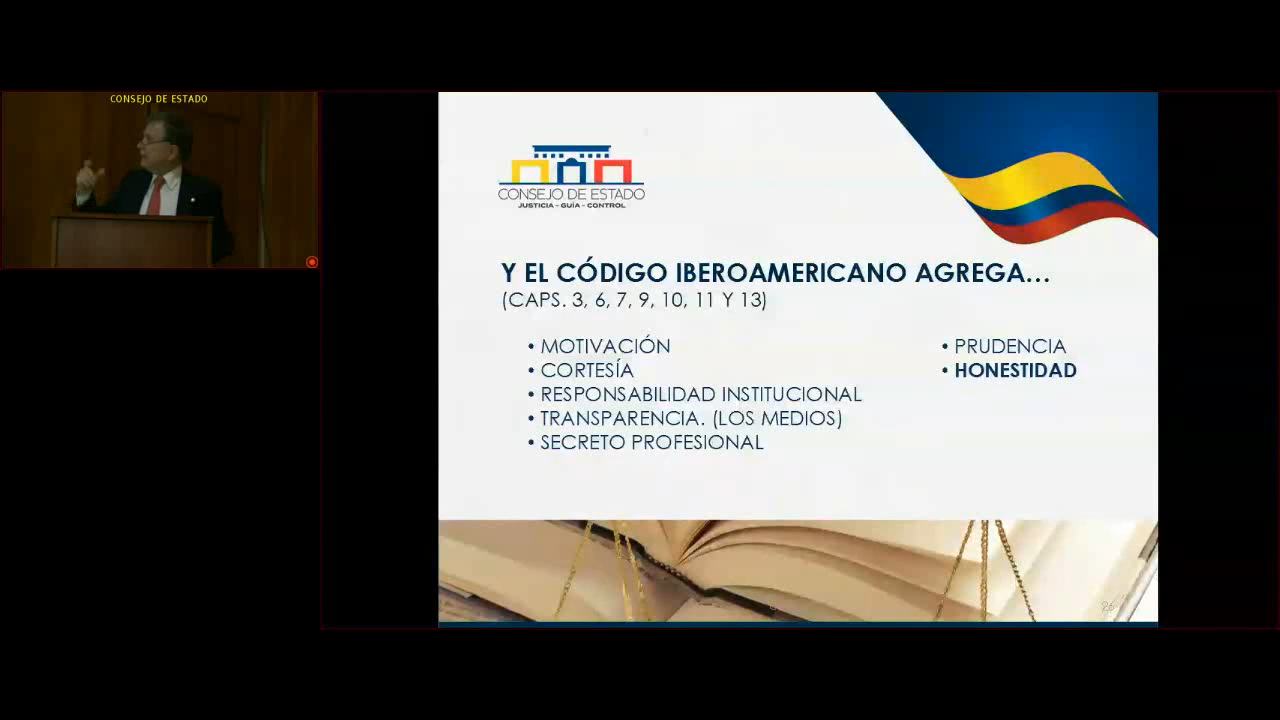 CONSEJO DE ESTADO
CONSEJO DE ESTADO
JUSTICIA - GUÍA - CONTROL
Y EL CÓDIGO IBEROAMERICANO AGREGA...
(CAPS. 3, 6, 7, 9, 10, 11 Y 13)
• MOTIVACIÓN
• CORTESÍA
• RESPONSABILIDAD INSTITUCIONAL
• TRANSPARENCIA. (LOS MEDIOS)
• SECRETO PROFESIONAL
• PRUDENCIA
• HONESTIDAD
26